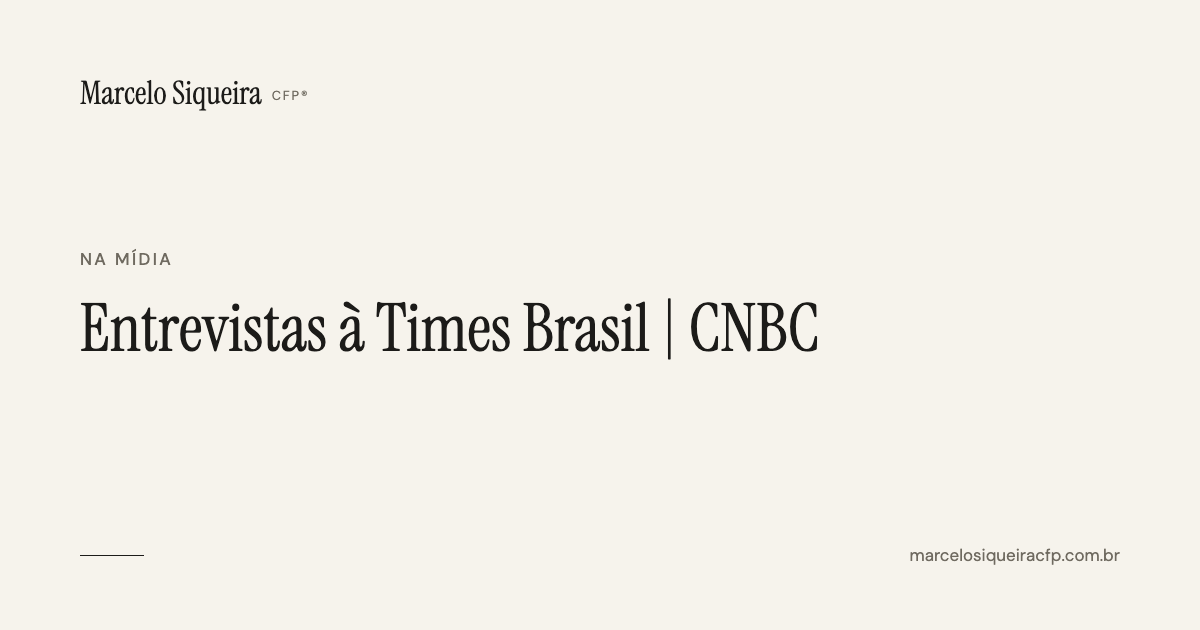 Marcelo Siqueira CFP®
NA MÍDIA
Entrevistas à Times Brasil | CNBC
marcelosiqueiracfp.com.br